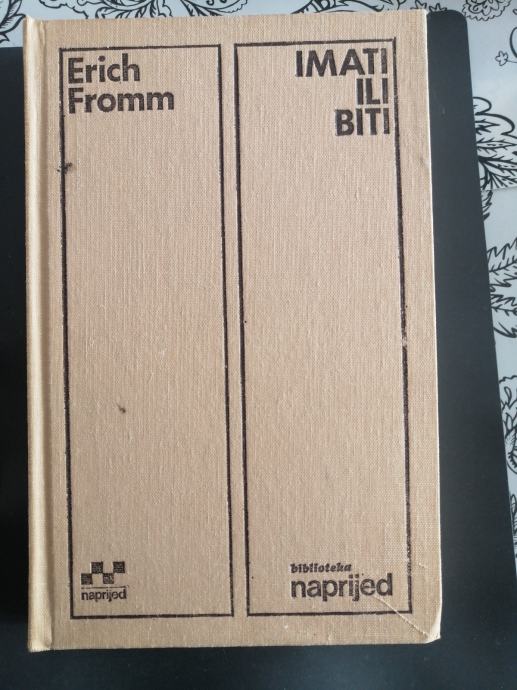 Erich
Fromm
IMATI
ILI
BITI
naprijed
biblioteka
naprijed